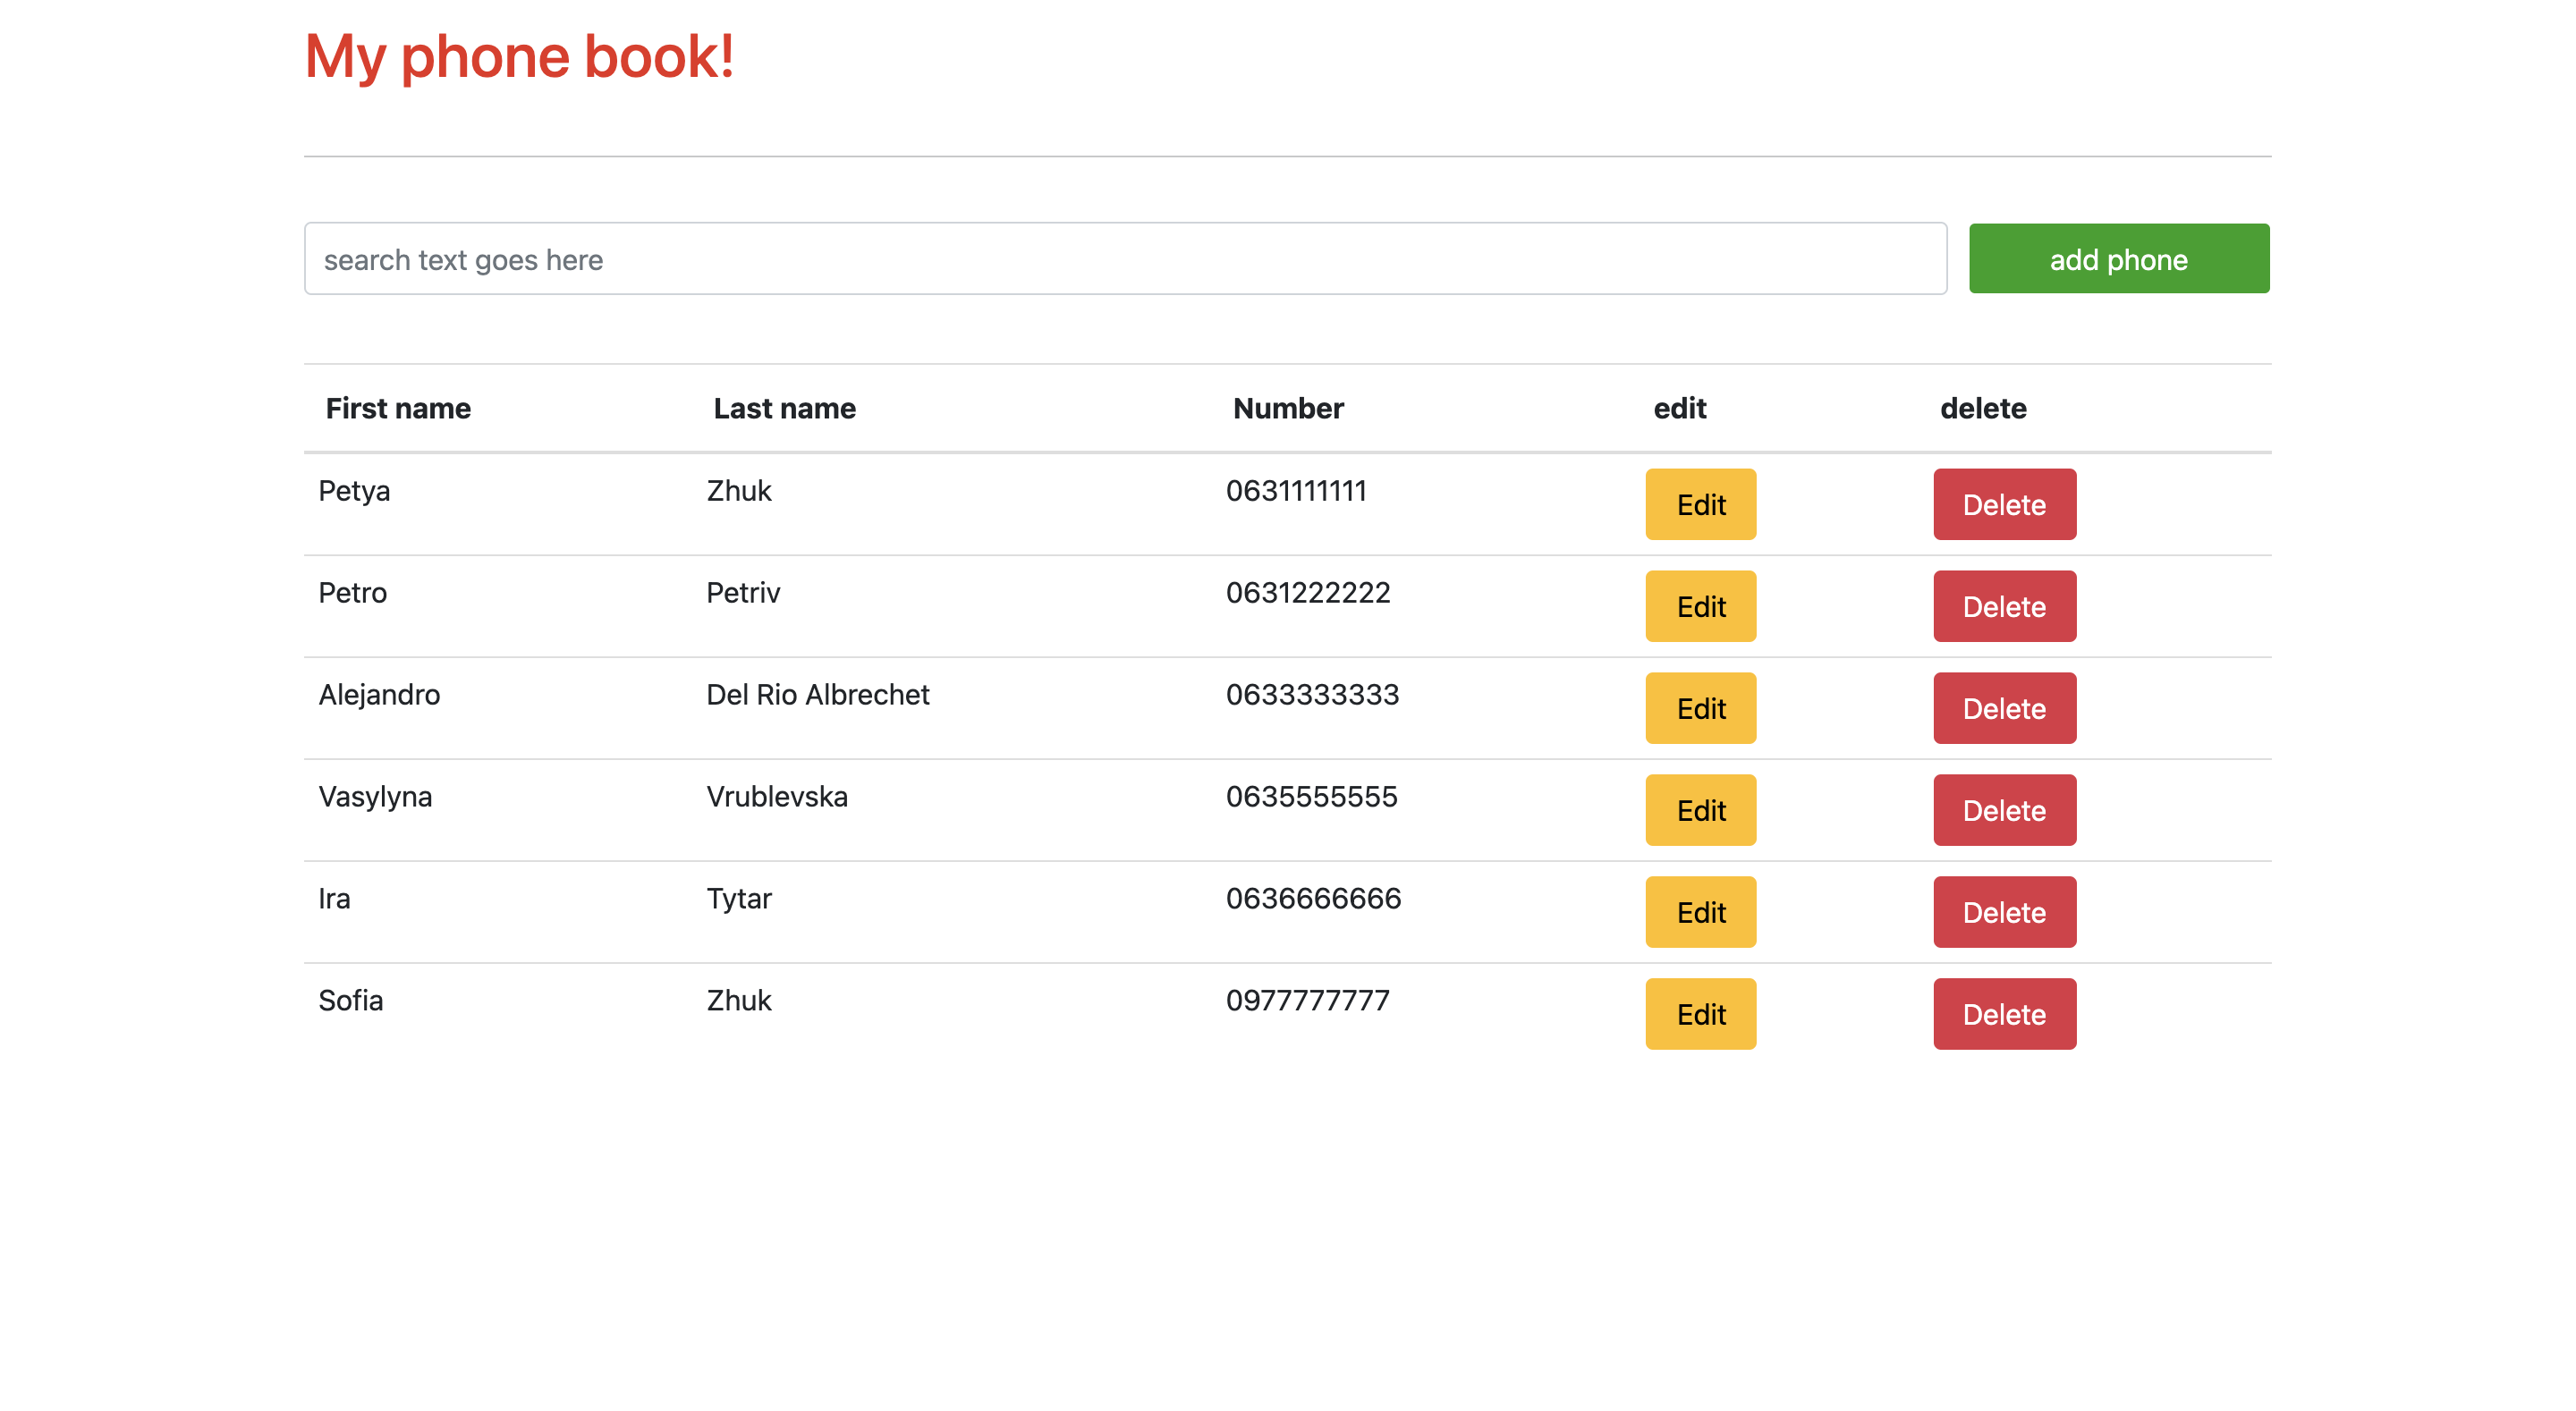 My phone book!
search text goes here
add phone
First name Last name Number edit delete
Petya Zhuk 0631111111 Edit Delete
Petro Petriv 0631222222 Edit Delete
Alejandro Del Rio Albrechet 0633333333 Edit Delete
Vasylyna Vrublevska 0635555555 Edit Delete
Ira Tytar 0636666666 Edit Delete
Sofia Zhuk 0977777777 Edit Delete